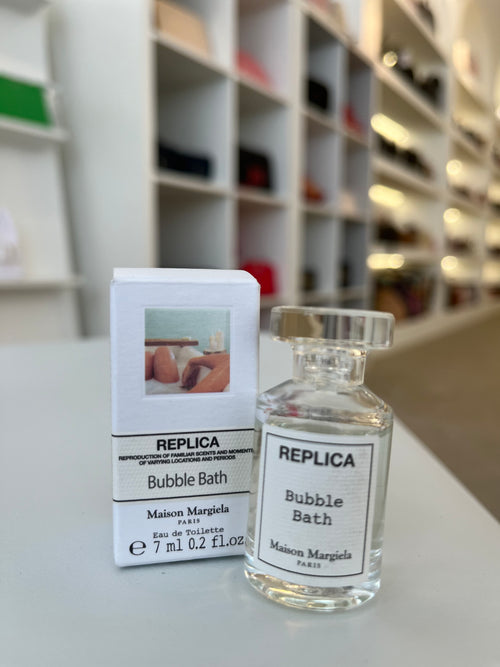 REPLICA
REPRODUCTION OF FAMILIAR SCENTS AND MOMENTS
OF VARYING LOCATIONS AND PERIODS
Bubble Bath
Maison Margiela
PARIS
Eau de Toilette
℮ 7 ml 0.2 fl.oz
REPLICA
Bubble
Bath
Maison Margiela
PARIS